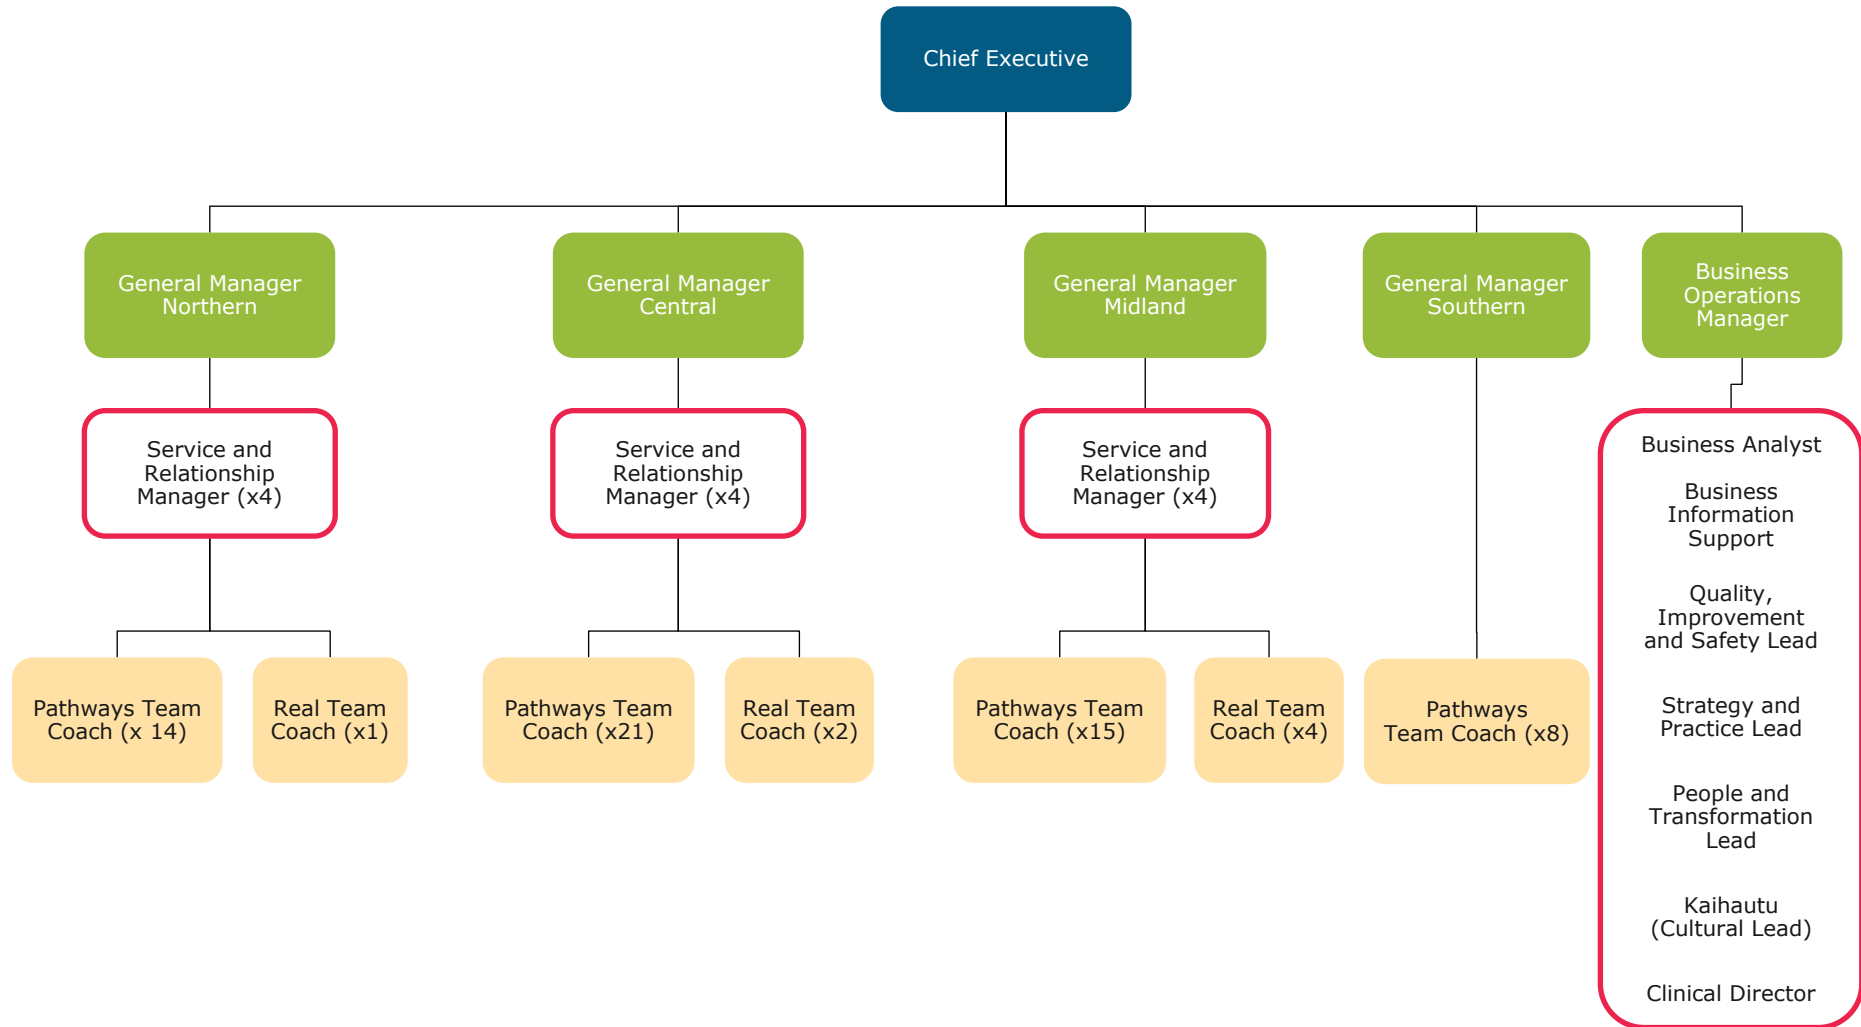 Chief Executive
General Manager
Northern
General Manager
Central
General Manager
Midland
General Manager
Southern
Business
Operations
Manager
Service and
Relationship
Manager (x4)
Service and
Relationship
Manager (x4)
Service and
Relationship
Manager (x4)
Pathways Team
Coach (x 14)
Real Team
Coach (x1)
Pathways Team
Coach (x21)
Real Team
Coach (x2)
Pathways Team
Coach (x15)
Real Team
Coach (x4)
Pathways
Team Coach (x8)
Business Analyst
Business
Information
Support
Quality,
Improvement
and Safety Lead
Strategy and
Practice Lead
People and
Transformation
Lead
Kaihautu
(Cultural Lead)
Clinical Director